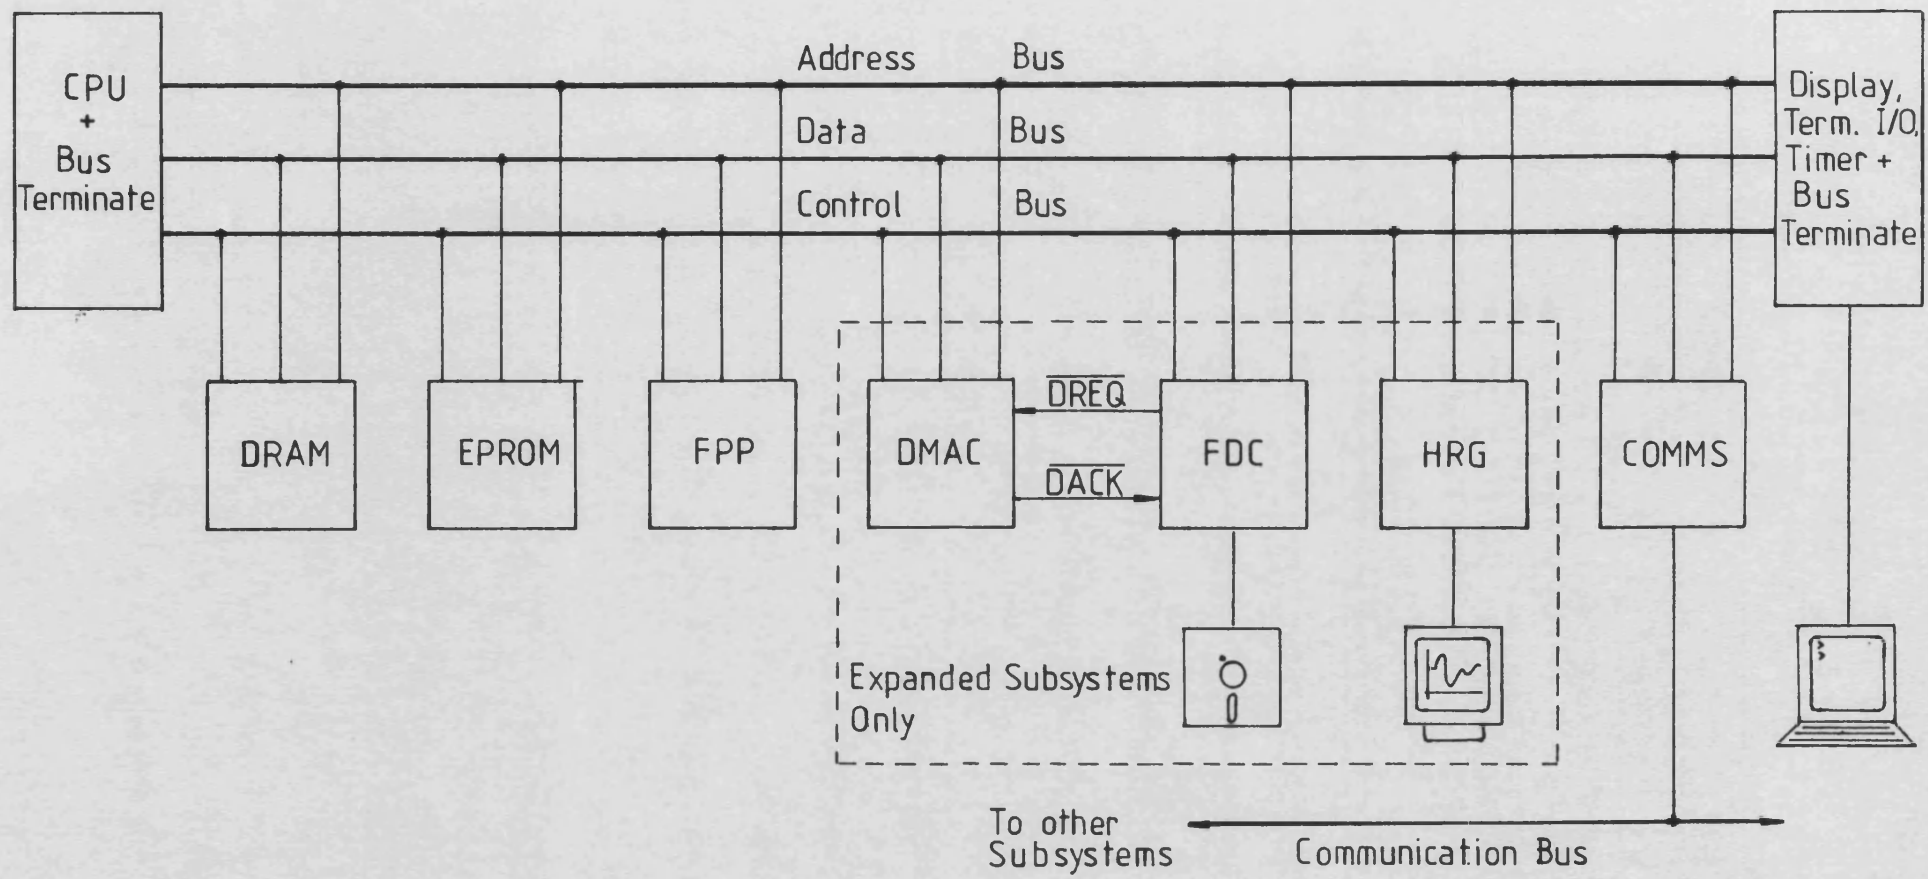 CPU
+
Bus
Terminate
Address Bus
Data Bus
Control Bus
Display,
Term. I/O,
Timer +
Bus
Terminate
DRAM
EPROM
FPP
DMAC
DREQ
DACK
FDC
HRG
COMMS
Expanded Subsystems
Only
To other
Subsystems
Communication Bus